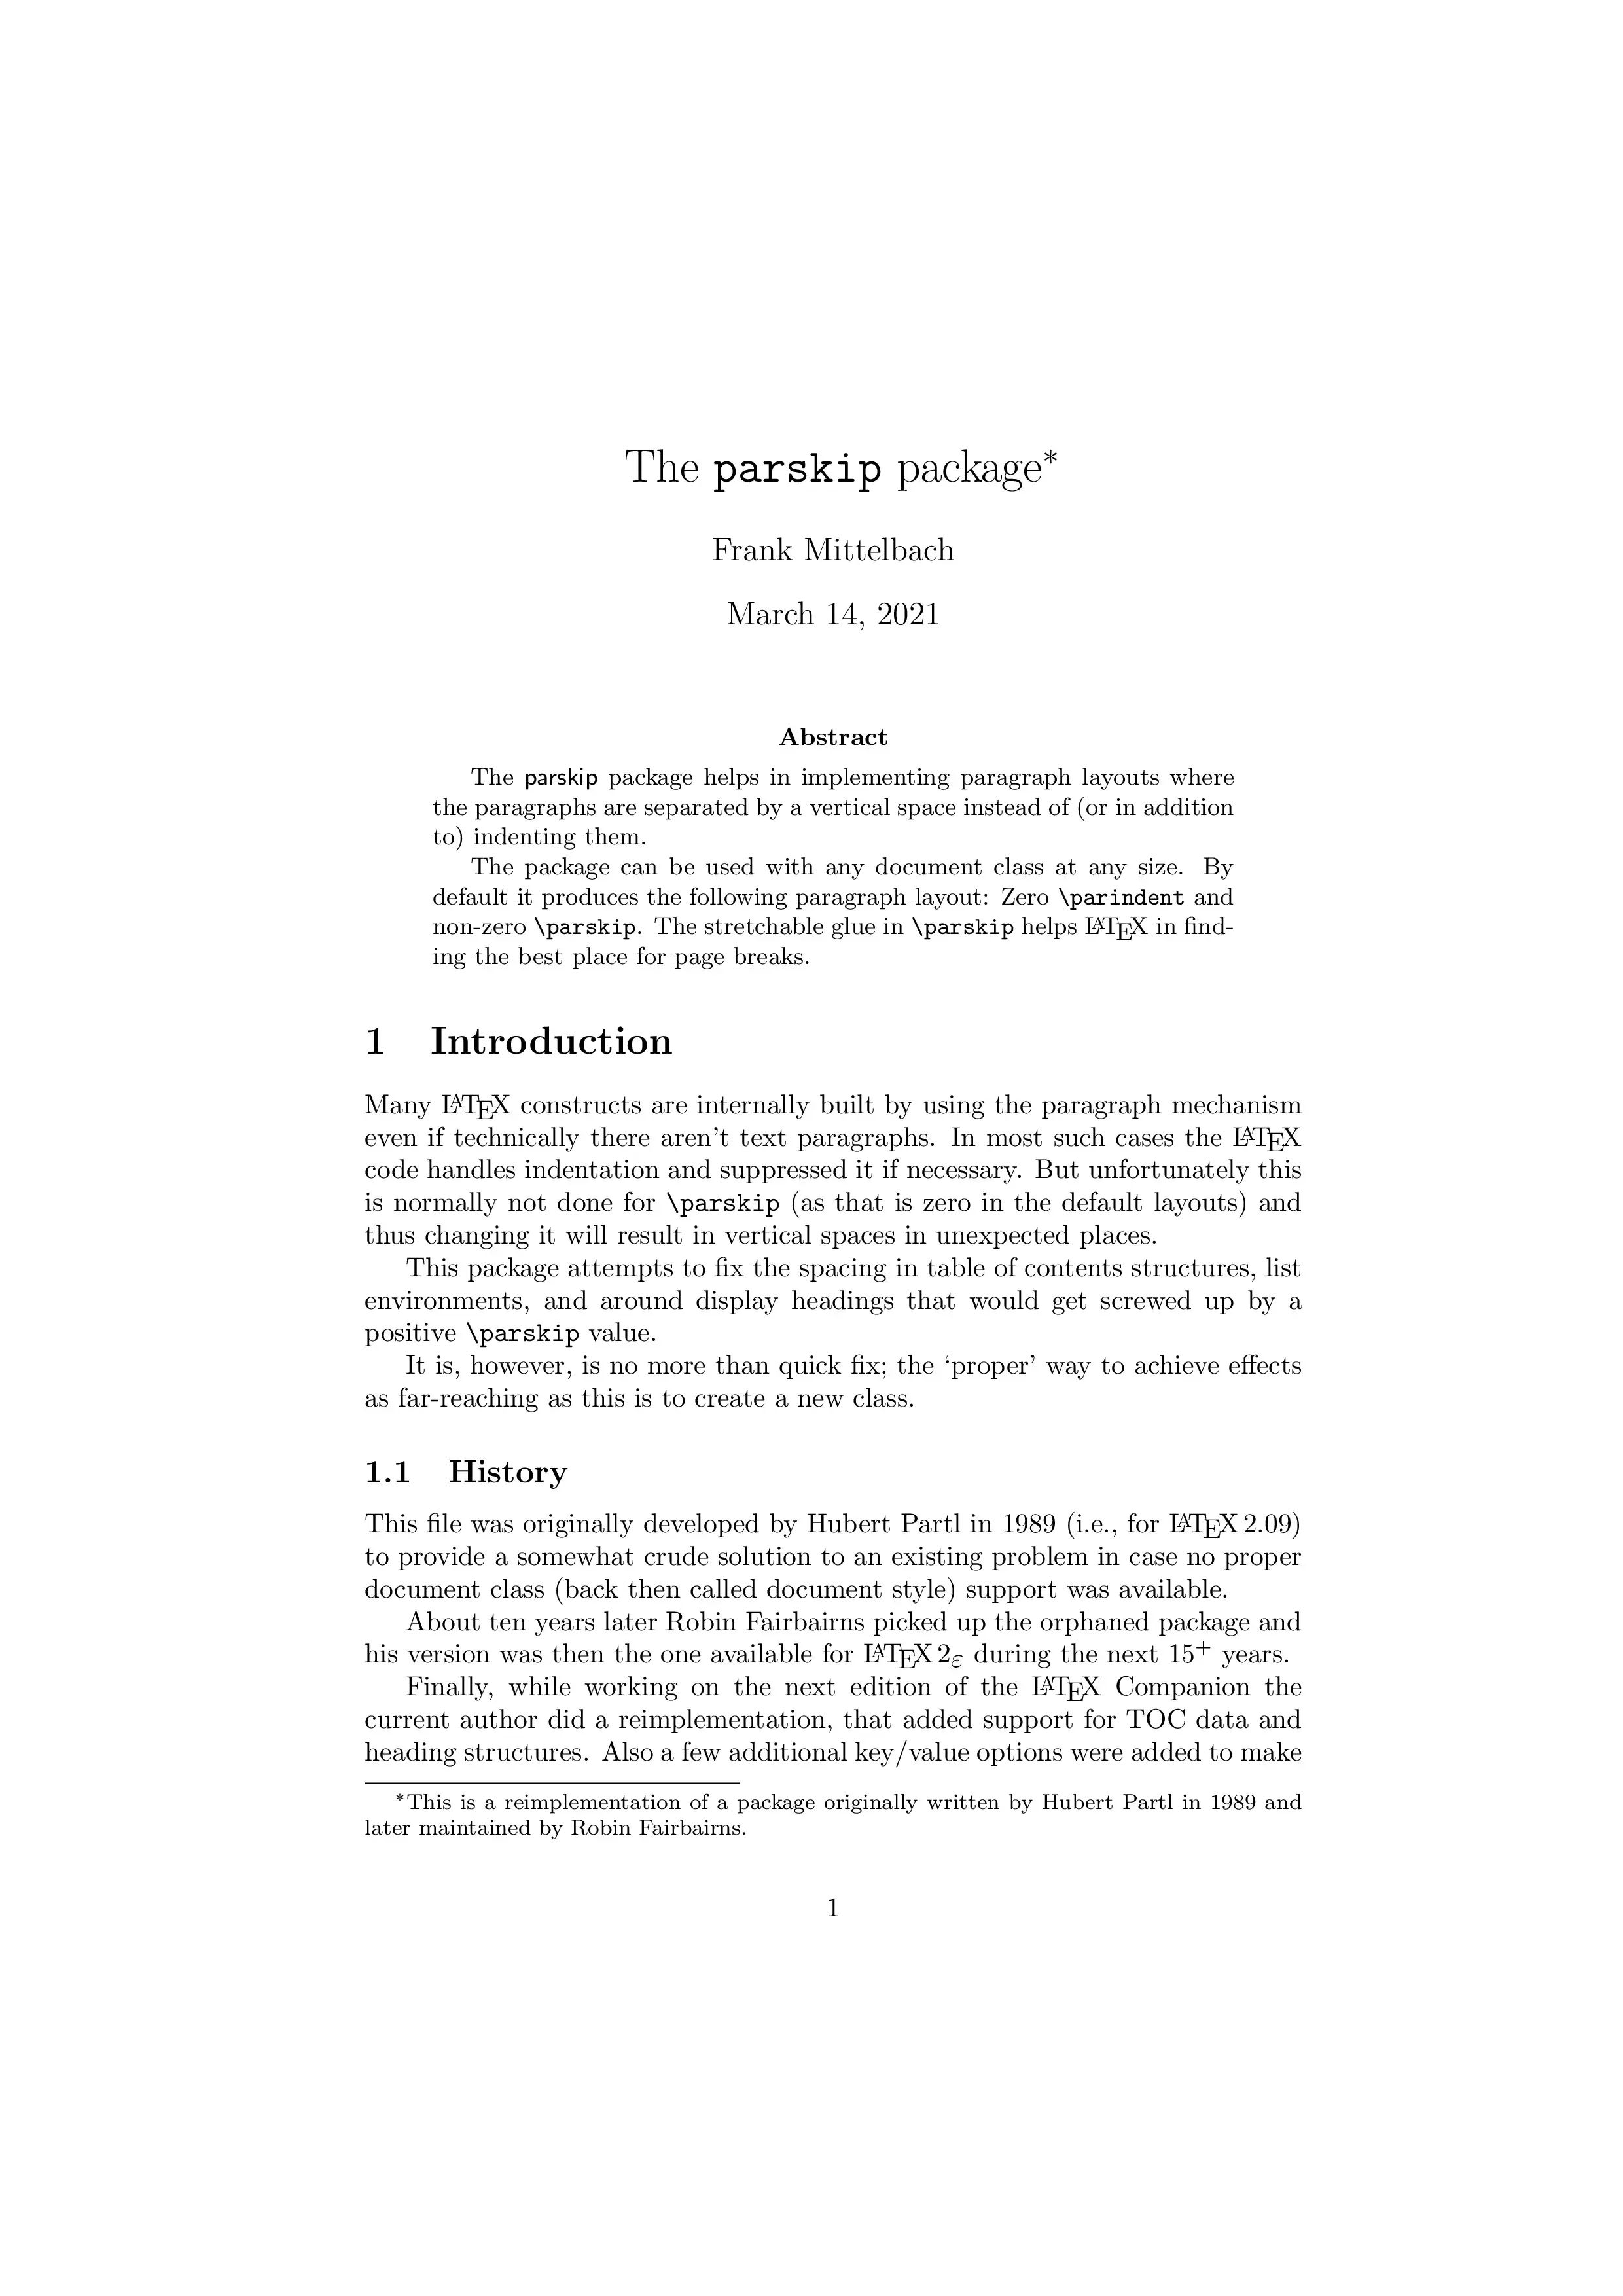 The parskip package*
Frank Mittelbach
March 14, 2021
Abstract
The parskip package helps in implementing paragraph layouts where
the paragraphs are separated by a vertical space instead of (or in addition
to) indenting them.
The package can be used with any document class at any size. By
default it produces the following paragraph layout: Zero \parindent and
non-zero \parskip. The stretchable glue in \parskip helps LATEX in find-
ing the best place for page breaks.
1 Introduction
Many LATEX constructs are internally built by using the paragraph mechanism
even if technically there aren't text paragraphs. In most such cases the LATEX
code handles indentation and suppressed it if necessary. But unfortunately this
is normally not done for \parskip (as that is zero in the default layouts) and
thus changing it will result in vertical spaces in unexpected places.
This package attempts to fix the spacing in table of contents structures, list
environments, and around display headings that would get screwed up by a
positive \parskip value.
It is, however, is no more than quick fix; the ‘proper’ way to achieve effects
as far-reaching as this is to create a new class.
1.1 History
This file was originally developed by Hubert Partl in 1989 (i.e., for LATEX 2.09)
to provide a somewhat crude solution to an existing problem in case no proper
document class (back then called document style) support was available.
About ten years later Robin Fairbairns picked up the orphaned package and
his version was then the one available for LATEX 2ε during the next 15+ years.
Finally, while working on the next edition of the LATEX Companion the
current author did a reimplementation, that added support for TOC data and
heading structures. Also a few additional key/value options were added to make
*This is a reimplementation of a package originally written by Hubert Partl in 1989 and
later maintained by Robin Fairbairns.
1